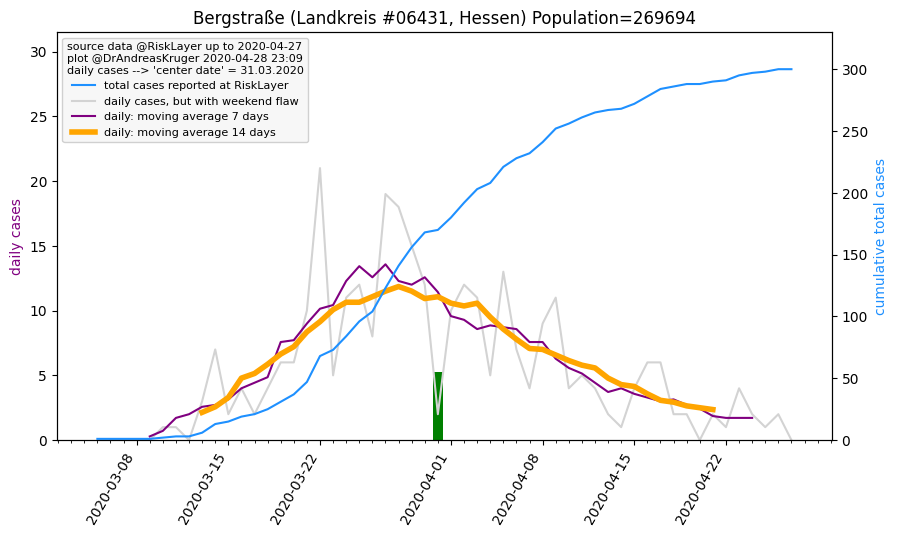 Bergstraße (Landkreis #06431, Hessen) Population=269694
source data @RiskLayer up to 2020-04-27
plot @DrAndreasKruger 2020-04-28 23:09
daily cases --> 'center date' = 31.03.2020
total cases reported at RiskLayer
daily cases, but with weekend flaw
daily: moving average 7 days
daily: moving average 14 days
daily cases
30
25
20
15
10
5
0
cumulative total cases
300
250
200
150
100
50
0
2020-03-08
2020-03-15
2020-03-22
2020-04-01
2020-04-08
2020-04-15
2020-04-22